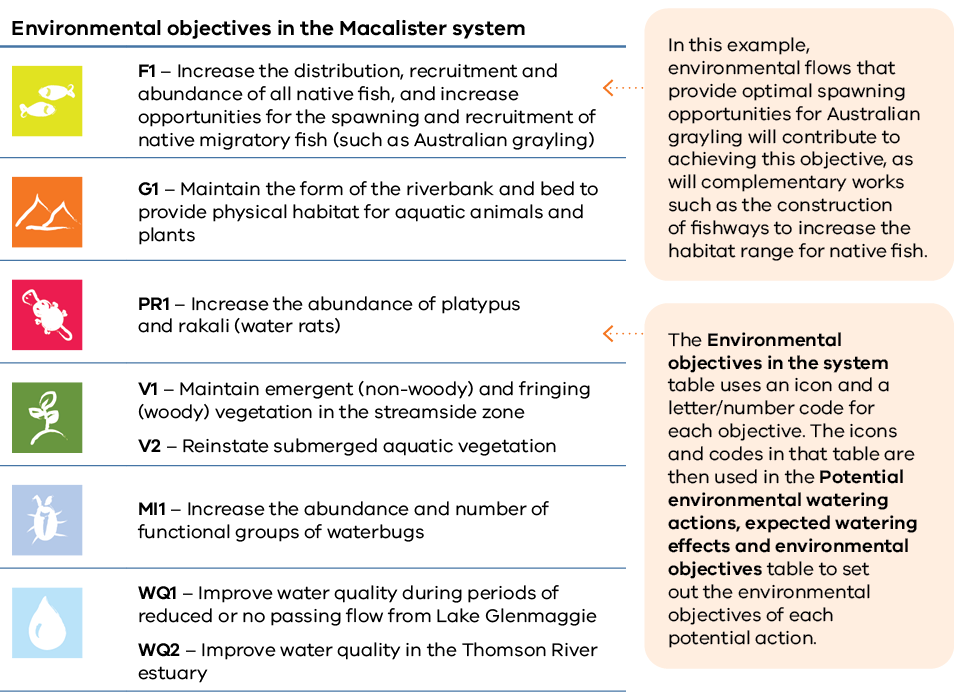 Environmental objectives in the Macalister system
F1 – Increase the distribution, recruitment and
abundance of all native fish, and increase
opportunities for the spawning and recruitment of
native migratory fish (such as Australian grayling)
G1 – Maintain the form of the riverbank and bed to
provide physical habitat for aquatic animals and
plants
PR1 – Increase the abundance of platypus
and rakali (water rats)
V1 – Maintain emergent (non-woody) and fringing
(woody) vegetation in the streamside zone
V2 – Reinstate submerged aquatic vegetation
MI1 – Increase the abundance and number of
functional groups of waterbugs
WQ1 – Improve water quality during periods of
reduced or no passing flow from Lake Glenmaggie
WQ2 – Improve water quality in the Thomson River
estuary
In this example,
environmental flows that
provide optimal spawning
opportunities for Australian
grayling will contribute to
achieving this objective, as
will complementary works
such as the construction
of fishways to increase the
habitat range for native fish.
The Environmental
objectives in the system
table uses an icon and a
letter/number code for
each objective. The icons
and codes in that table are
then used in the Potential
environmental watering
actions, expected watering
effects and environmental
objectives table to set
out the environmental
objectives of each
potential action.